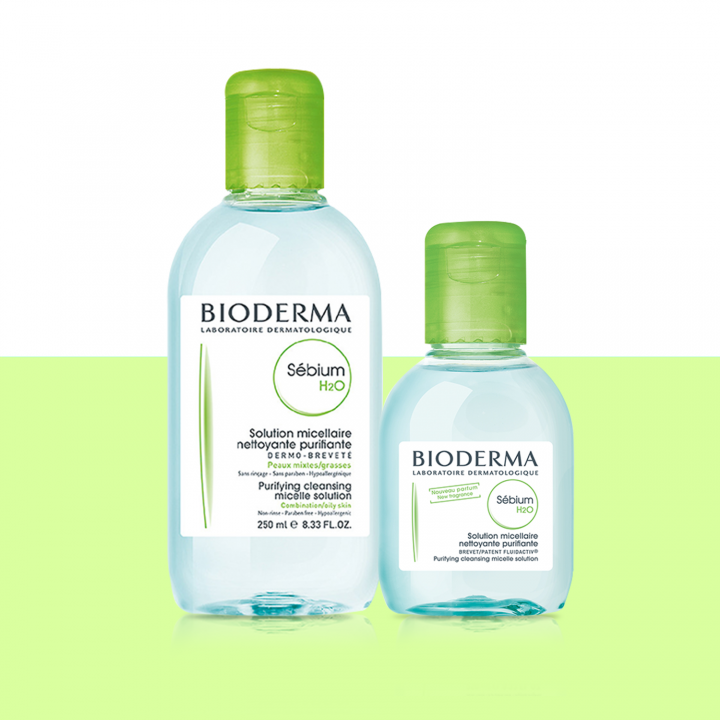 BIODERMA
LABORATOIRE DERMATOLOGIQUE
Sébium
H2O
Solution micellaire
nettoyante purifiante
DERMO-BREVETÉ
Peaux mixtes/grasses
Sans rinçage - Sans paraben - Hypoallergénique
Purifying cleansing
micelle solution
Combination/oily skin
Non-rinse - Paraben free - Hypoallergenic
250 ml e 8.33 FL.OZ.
BIODERMA
LABORATOIRE DERMATOLOGIQUE
Nouveau parfum
New fragrance
Sébium
H2O
Solution micellaire
nettoyante purifiante
BREVET/PATENT FLUIDACTIV®
Purifying cleansing micelle solution